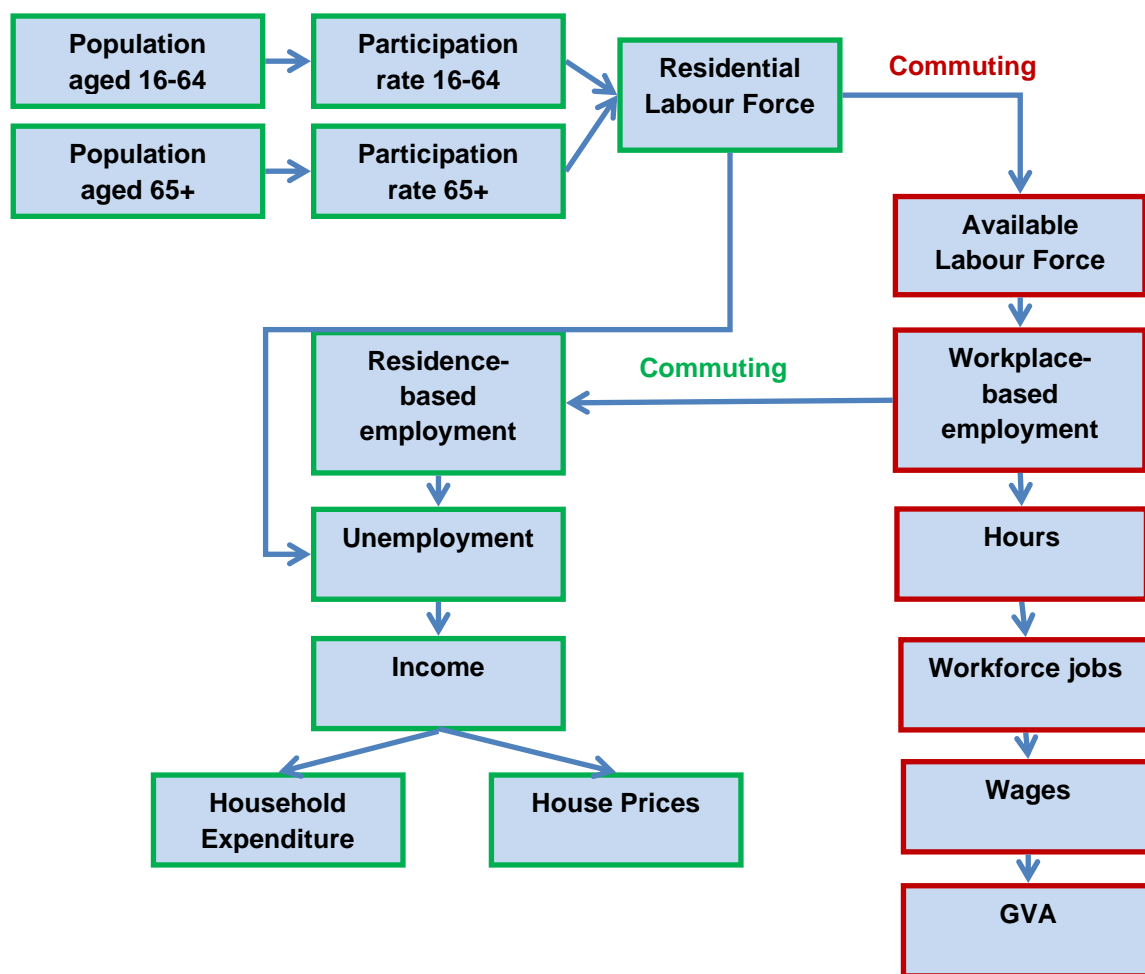 Population
aged 16-64
Participation
rate 16-64
Residential
Labour Force
Commuting
Population
aged 65+
Participation
rate 65+
Available
Labour Force
Residence-
based
employment
Commuting
Workplace-
based
employment
Unemployment
Hours
Income
Workforce jobs
Household
Expenditure
House Prices
Wages
GVA